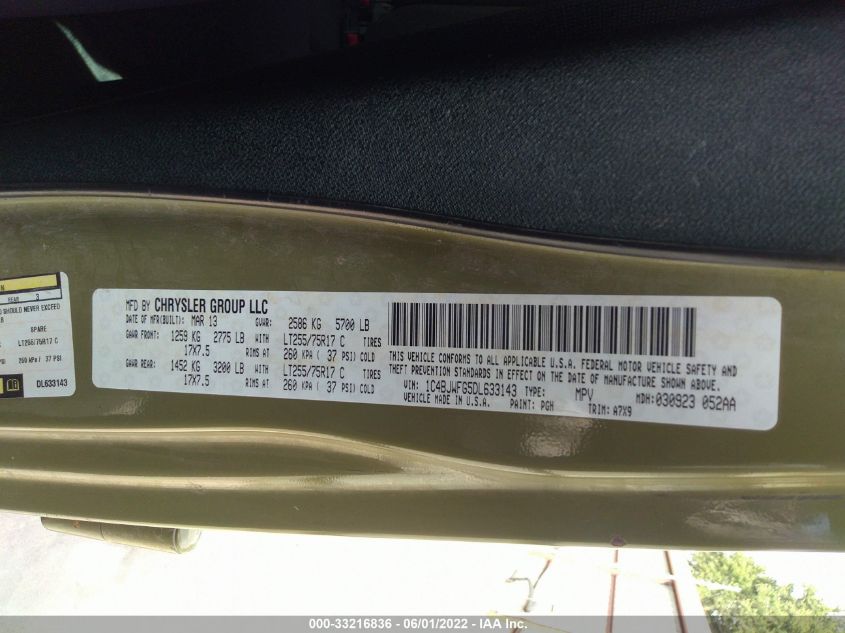 N
REAR 3
D SHOULD NEVER EXCEED
SPARE
LT255/75R17 C
260 kPa / 37 PSI
DL633143
MFD BY CHRYSLER GROUP LLC
DATE OF MFR(BUILT): MAR 13 GVWR: 2586 KG 5700 LB
GAWR FRONT: 1259 KG 2775 LB WITH LT255/75R17 C TIRES
17X7.5 RIMS AT 260 KPA ( 37 PSI) COLD
GAWR REAR: 1452 KG 3200 LB WITH LT255/75R17 C TIRES
17X7.5 RIMS AT 260 KPA ( 37 PSI) COLD
THIS VEHICLE CONFORMS TO ALL APPLICABLE U.S.A. FEDERAL MOTOR VEHICLE SAFETY AND
THEFT PREVENTION STANDARDS IN EFFECT ON THE DATE OF MANUFACTURE SHOWN ABOVE.
VIN: 1C4BJWFG5DL633143 TYPE: MPV MDH:030923 052AA
VEHICLE MADE IN U.S.A. PAINT: PGH TRIM: A7X9
000-33216836 - 06/01/2022 - IAA Inc.